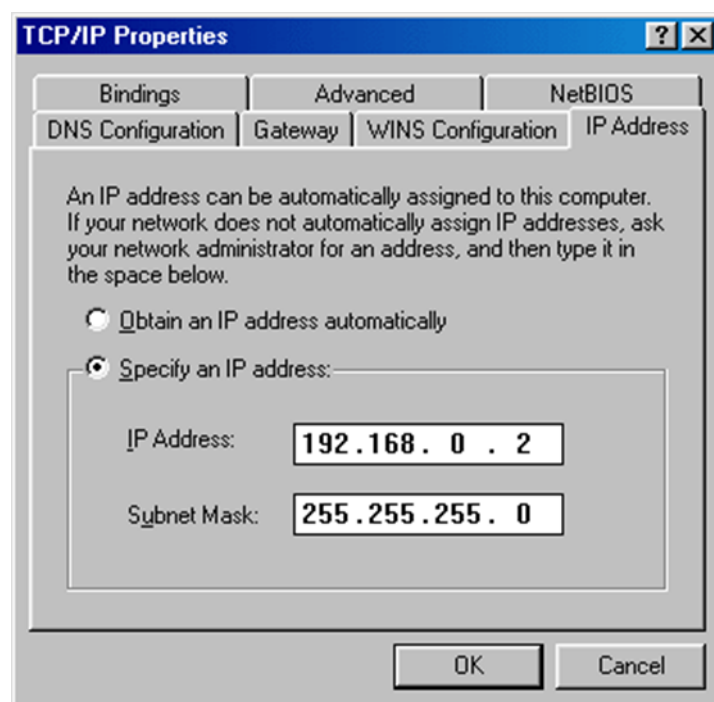 TCP/IP Properties
Bindings Advanced NetBIOS
DNS Configuration Gateway WINS Configuration IP Address
An IP address can be automatically assigned to this computer.
If your network does not automatically assign IP addresses, ask
your network administrator for an address, and then type it in
the space below.
Obtain an IP address automatically
Specify an IP address:
IP Address: 192.168. 0 . 2
Subnet Mask: 255.255.255. 0
OK Cancel